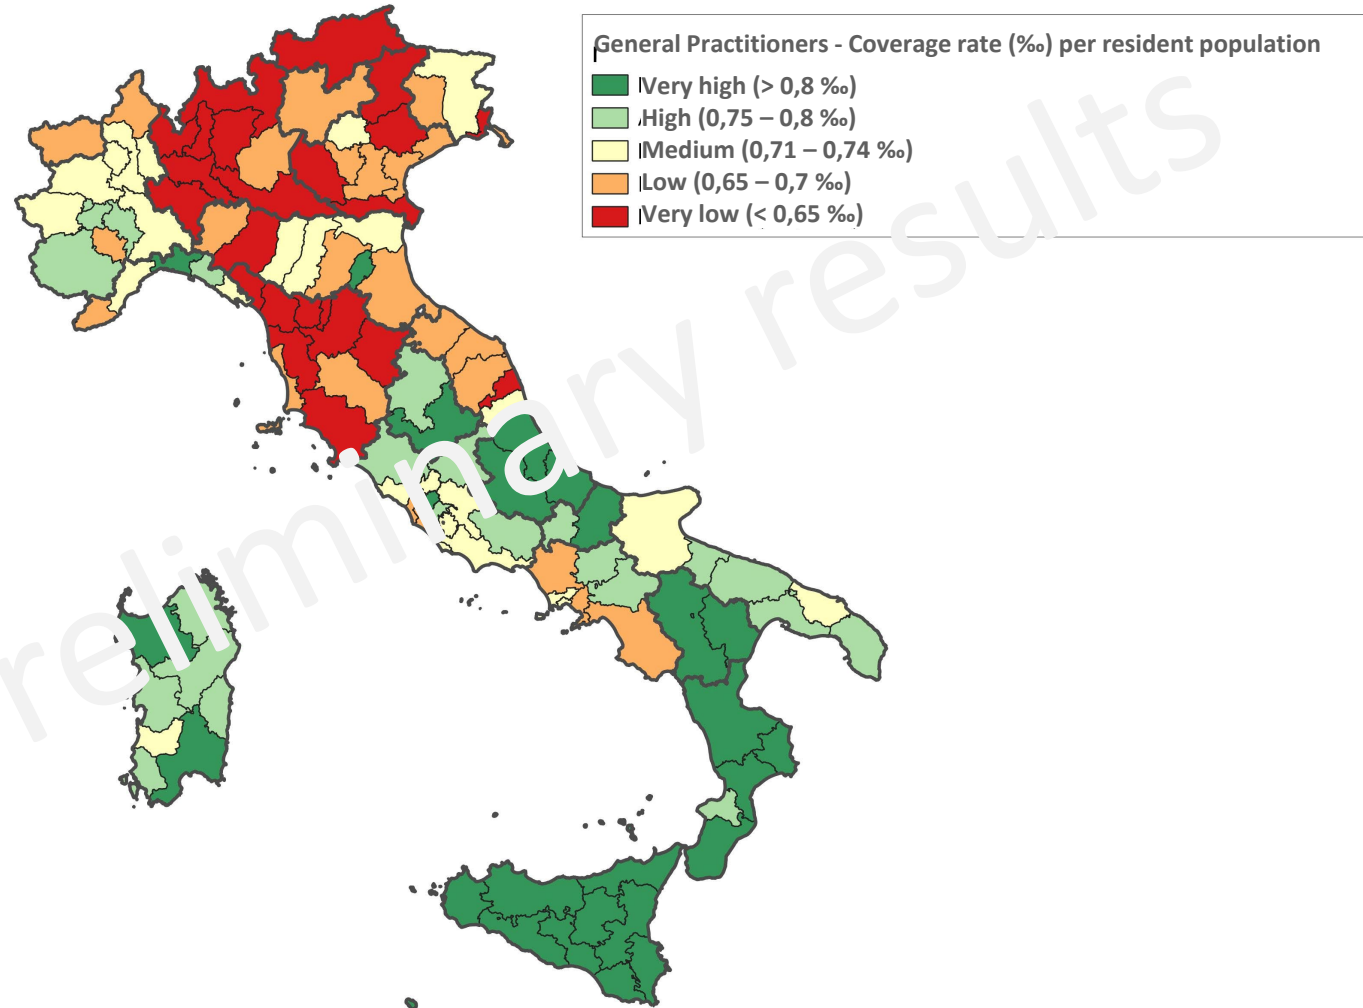 General Practitioners - Coverage rate (‰) per resident population
Very high (> 0,8 ‰)
High (0,75 – 0,8 ‰)
Medium (0,71 – 0,74 ‰)
Low (0,65 – 0,7 ‰)
Very low (< 0,65 ‰)
reliminary results